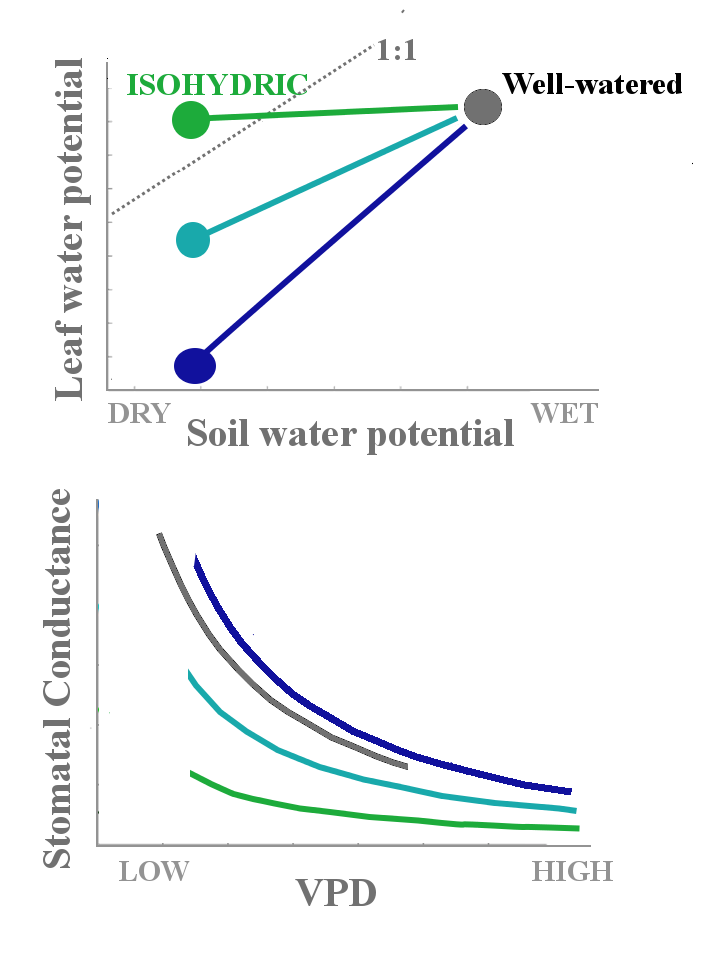 1:1
ISOHYDRIC
Well-watered
Leaf water potential
DRY
WET
Soil water potential
Stomatal Conductance
LOW
HIGH
VPD